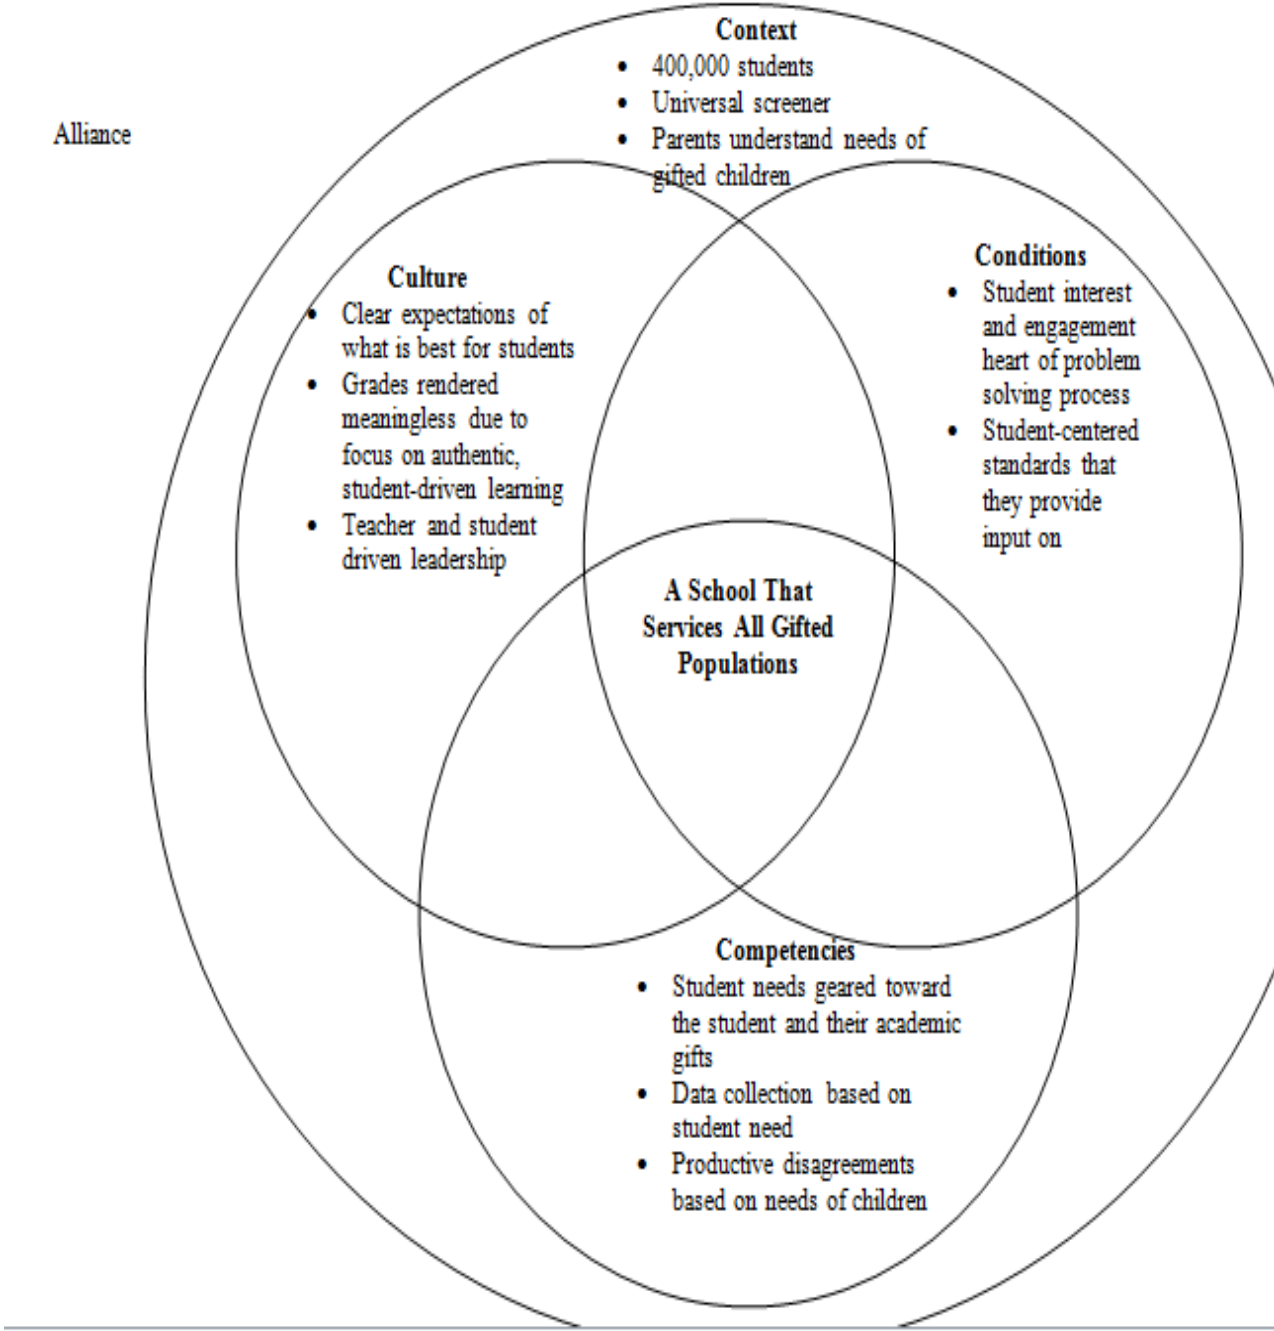 Context
• 400,000 students
• Universal screener
• Parents understand needs of
gifted children
Alliance
Culture
• Clear expectations of
what is best for students
• Grades rendered
meaningless due to
focus on authentic,
student-driven learning
• Teacher and student
driven leadership
Conditions
• Student interest
and engagement
heart of problem
solving process
• Student-centered
standards that
they provide
input on
A School That
Services All Gifted
Populations
Competencies
• Student needs geared toward
the student and their academic
gifts
• Data collection based on
student need
• Productive disagreements
based on needs of children